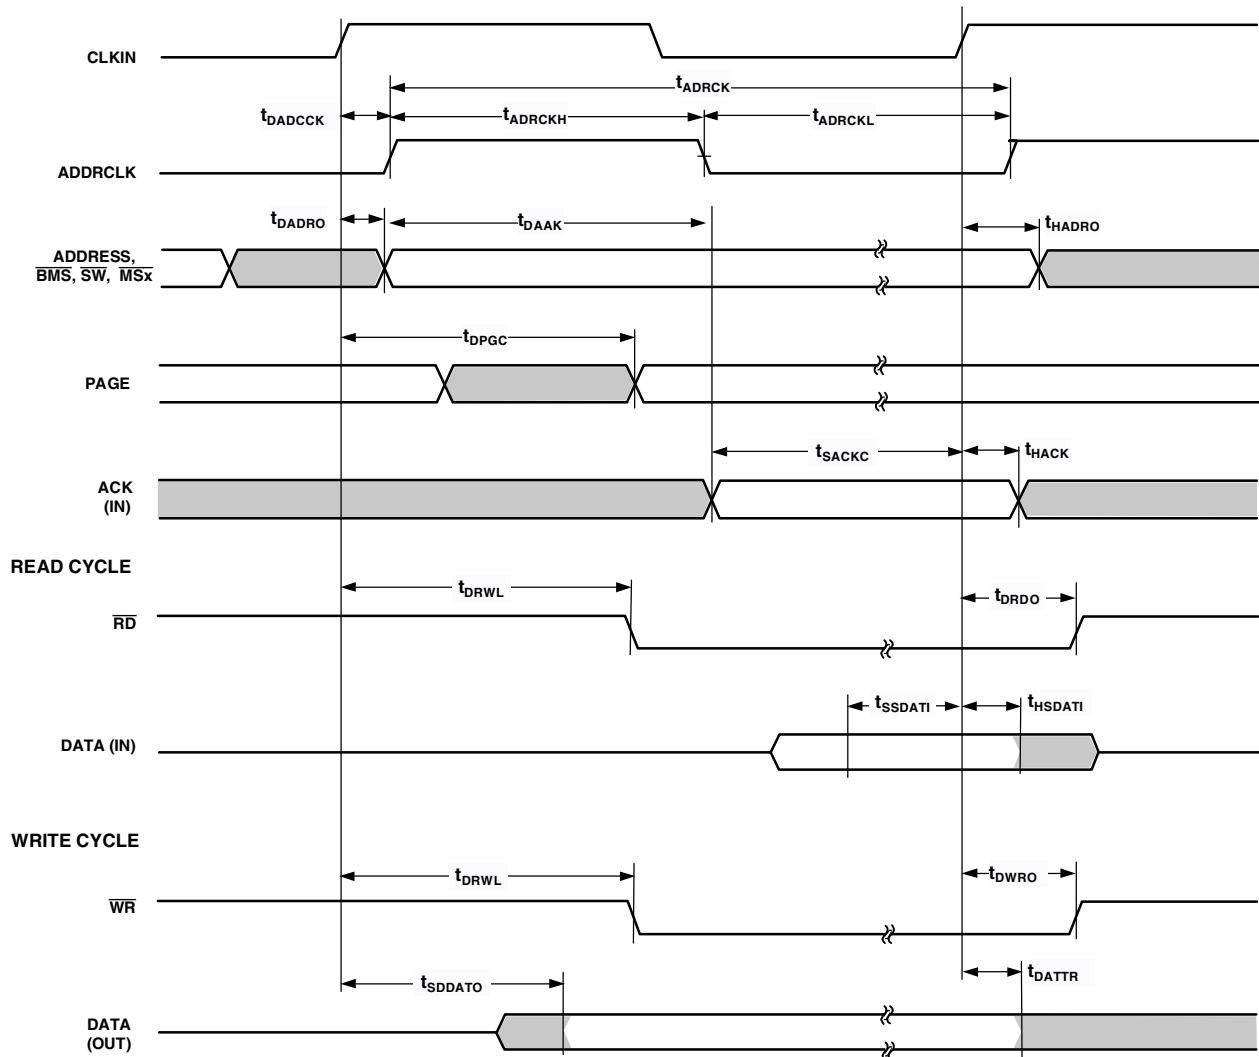 CLKIN
tADRCK
tDADCCK
tADRCKH
tADRCKL
ADDRCLK
tDADRO
tDAAK
tHADRO
ADDRESS,
BMS, SW, MSx
tDPGC
PAGE
tSACKC
tHACK
ACK
(IN)
READ CYCLE
tDRWL
tDRDO
RD
tSSDATI
tHSDATI
DATA (IN)
WRITE CYCLE
tDRWL
tDWRO
WR
tSDDATO
tDATTR
DATA
(OUT)